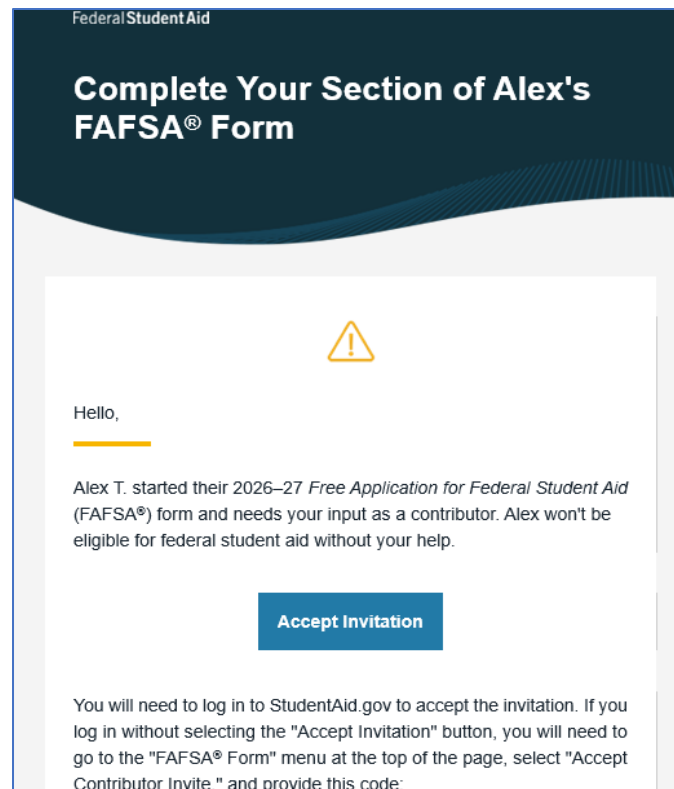 Federal Student Aid
Complete Your Section of Alex's
FAFSA® Form
Hello,
Alex T. started their 2026–27 Free Application for Federal Student Aid
(FAFSA®) form and needs your input as a contributor. Alex won't be
eligible for federal student aid without your help.
Accept Invitation
You will need to log in to StudentAid.gov to accept the invitation. If you
log in without selecting the "Accept Invitation" button, you will need to
go to the "FAFSA® Form" menu at the top of the page, select "Accept
Contributor Invite," and provide this code: